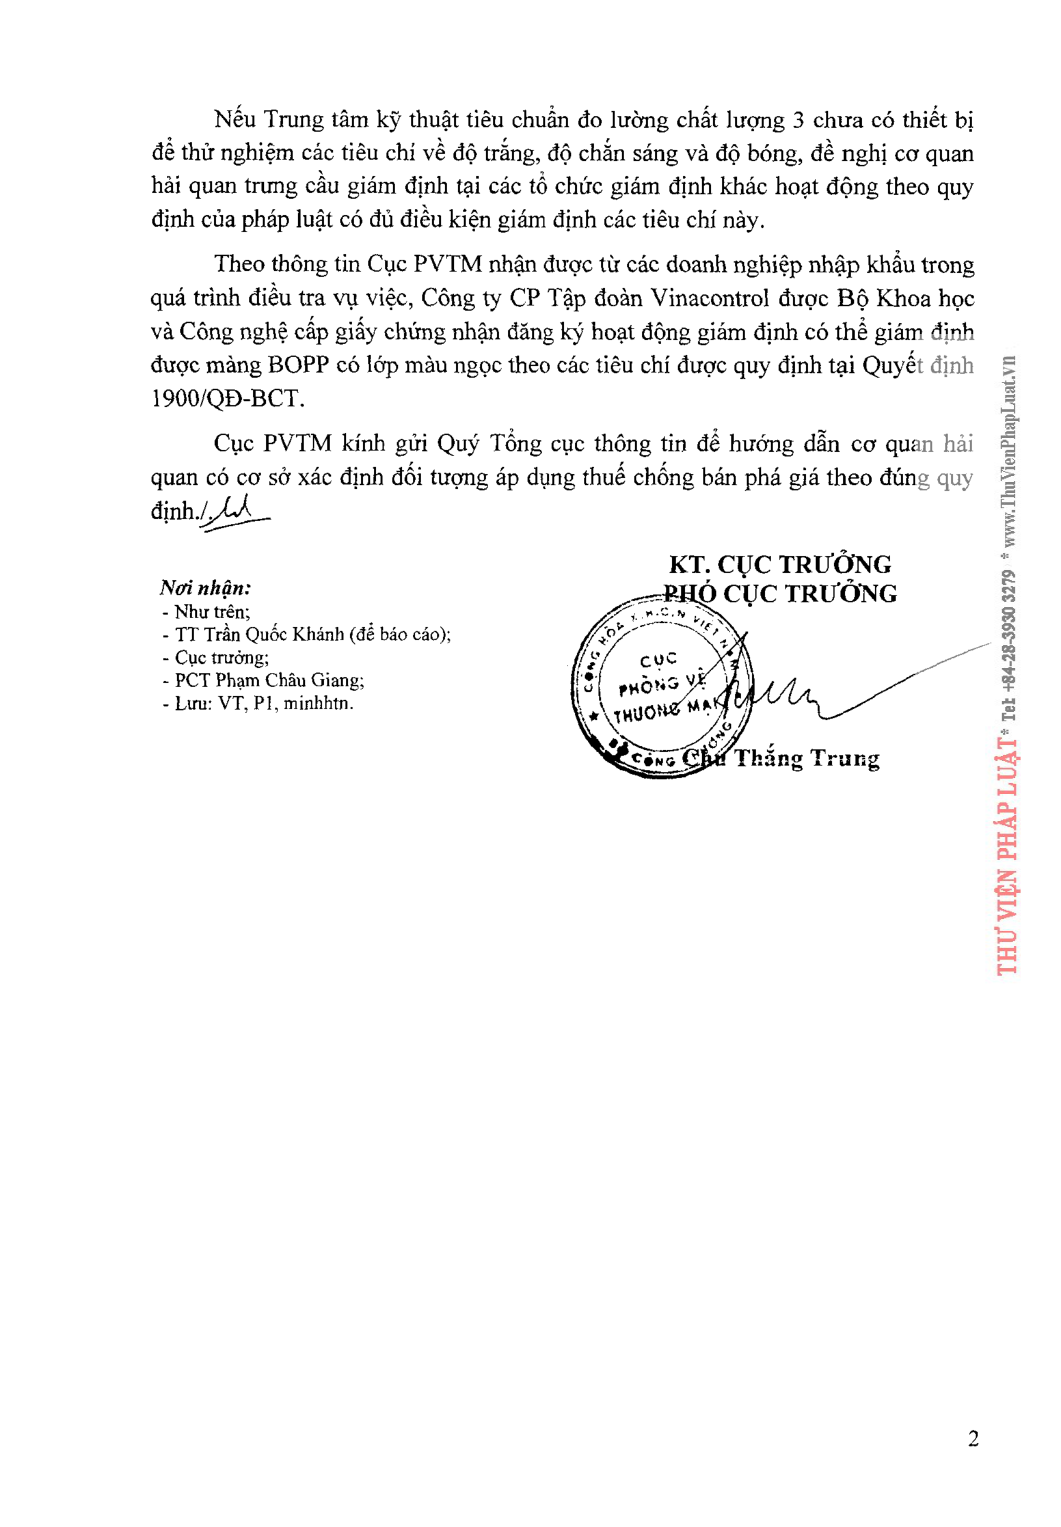 Nếu Trung tâm kỹ thuật tiêu chuẩn đo lường chất lượng 3 chưa có thiết bị
để thử nghiệm các tiêu chí về độ trắng, độ chắn sáng và độ bóng, đề nghị cơ quan
hải quan trưng cầu giám định tại các tổ chức giám định khác hoạt động theo quy
định của pháp luật có đủ điều kiện giám định các tiêu chí này.
Theo thông tin Cục PVTM nhận được từ các doanh nghiệp nhập khẩu trong
quá trình điều tra vụ việc, Công ty CP Tập đoàn Vinacontrol được Bộ Khoa học
và Công nghệ cấp giấy chứng nhận đăng ký hoạt động giám định có thể giám định
được màng BOPP có lớp màu ngọc theo các tiêu chí được quy định tại Quyết định
1900/QĐ-BCT.
Cục PVTM kính gửi Quý Tổng cục thông tin để hướng dẫn cơ quan hải
quan có cơ sở xác định đối tượng áp dụng thuế chống bán phá giá theo đúng quy
định./.
KT. CỤC TRƯỞNG
PHÓ CỤC TRƯỞNG
Nơi nhận:
- Như trên;
- TT Trần Quốc Khánh (để báo cáo);
- Cục trưởng;
- PCT Phạm Châu Giang;
- Lưu: VT, P1, minhhtn.
CỘNG HÒA X.H.C.N VIỆT NAM
CỤC
PHÒNG VỆ
THƯƠNG MẠI
BỘ CÔNG THƯƠNG
Chu Thắng Trung
THƯ VIỆN PHÁP LUẬT * Tel: +84-28-3930 3279 * www.ThuVienPhapLuat.vn
2